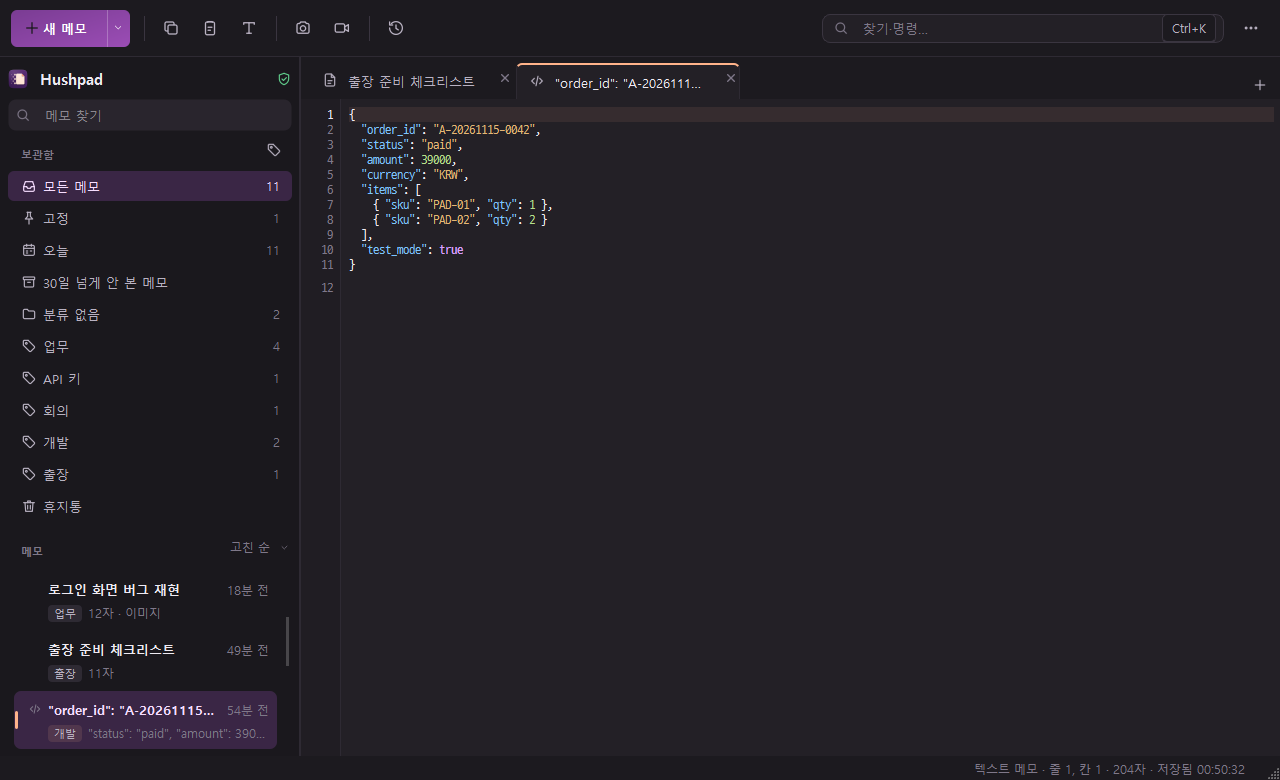 새 메모
찾기·명령...
Ctrl+K
Hushpad
메모 찾기
보관함
모든 메모 11
고정 1
오늘 11
30일 넘게 안 본 메모
분류 없음 2
업무 4
API 키 1
회의 1
개발 2
출장 1
휴지통
메모
고친 순
로그인 화면 버그 재현 18분 전
업무 12자 · 이미지
출장 준비 체크리스트 49분 전
출장 11자
"order_id": "A-20261115... 54분 전
개발 "status": "paid", "amount": 390...
출장 준비 체크리스트
"order_id": "A-2026111...
1 {
2 "order_id": "A-20261115-0042",
3 "status": "paid",
4 "amount": 39000,
5 "currency": "KRW",
6 "items": [
7 { "sku": "PAD-01", "qty": 1 },
8 { "sku": "PAD-02", "qty": 2 }
9 ],
10 "test_mode": true
11 }
12
텍스트 메모 · 줄 1, 칸 1 · 204자 · 저장됨 00:50:32